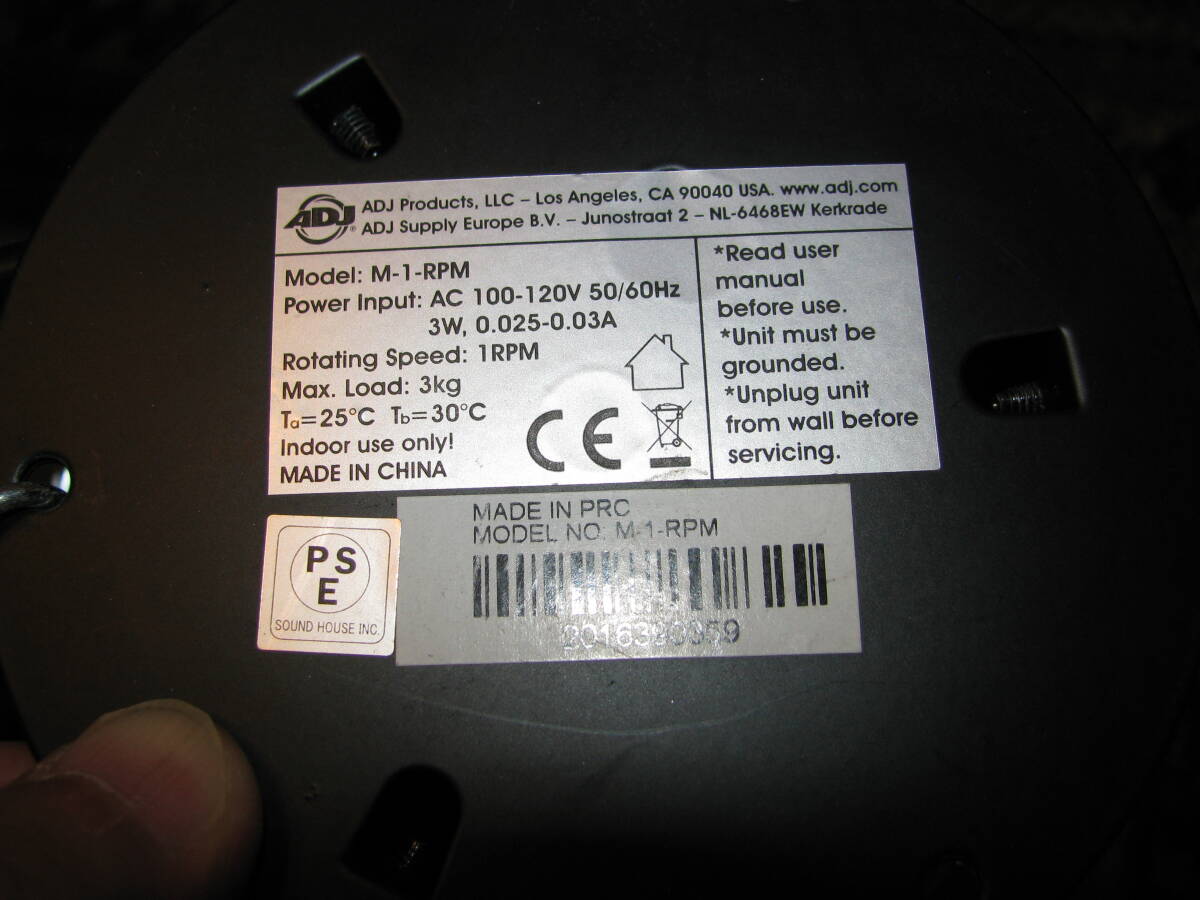 ADJ
ADJ Products, LLC – Los Angeles, CA 90040 USA. www.adj.com
ADJ Supply Europe B.V. – Junostraat 2 – NL-6468EW Kerkrade
Model: M-1-RPM
Power Input: AC 100-120V 50/60Hz
3W, 0.025-0.03A
Rotating Speed: 1RPM
Max. Load: 3kg
Ta=25°C Tb=30°C
Indoor use only!
MADE IN CHINA
CE
*Read user
manual
before use.
*Unit must be
grounded.
*Unplug unit
from wall before
servicing.
MADE IN PRC
MODEL NO. M-1-RPM
PS
E
SOUND HOUSE INC.